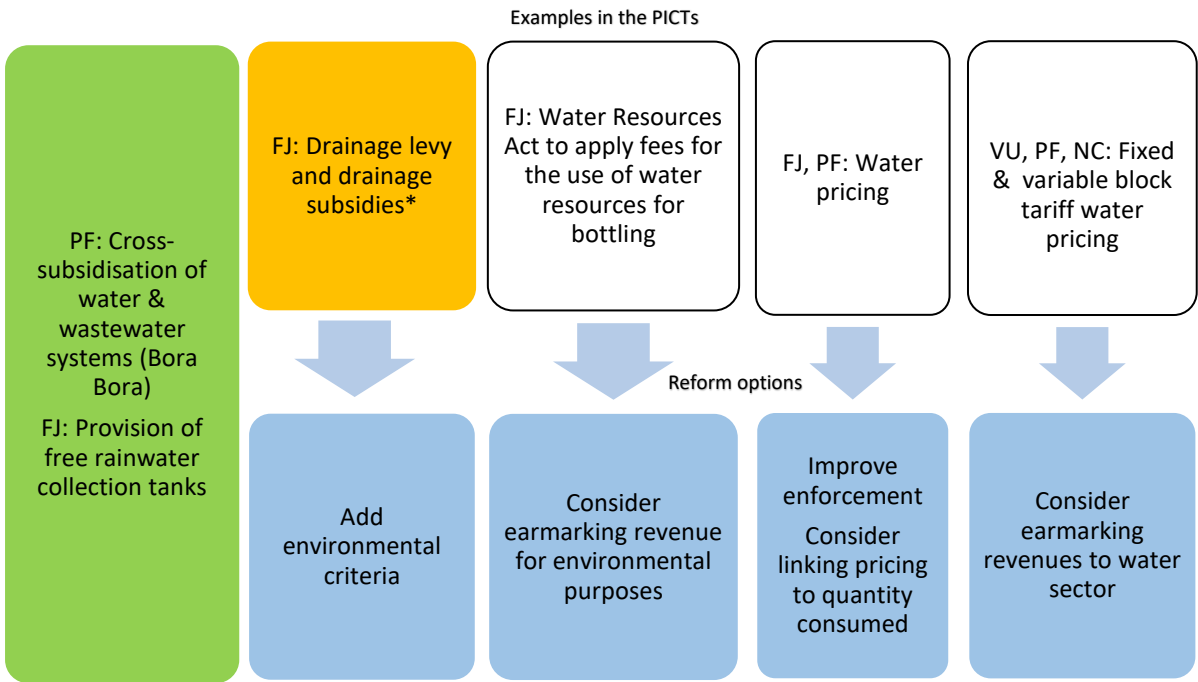 Examples in the PICTs
PF: Cross-
subsidisation of
water &
wastewater
systems (Bora
Bora)
FJ: Provision of
free rainwater
collection tanks
FJ: Drainage levy
and drainage
subsidies*
FJ: Water Resources
Act to apply fees for
the use of water
resources for
bottling
FJ, PF: Water
pricing
VU, PF, NC: Fixed
& variable block
tariff water
pricing
Reform options
Add
environmental
criteria
Consider
earmarking revenue
for environmental
purposes
Improve
enforcement
Consider
linking pricing
to quantity
consumed
Consider
earmarking
revenues to water
sector